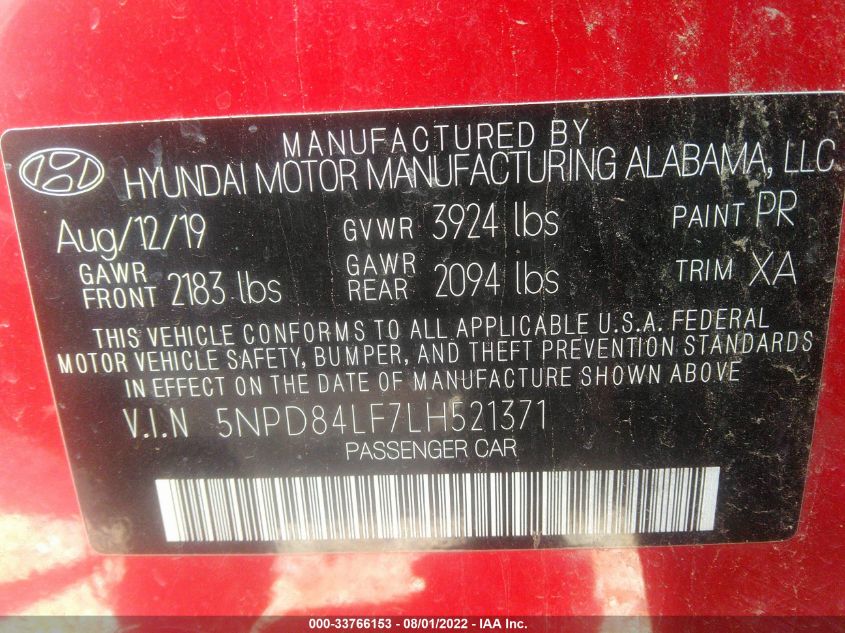 MANUFACTURED BY
HYUNDAI MOTOR MANUFACTURING ALABAMA, LLC
Aug/12/19 GVWR 3924 lbs PAINT PR
GAWR FRONT 2183 lbs GAWR REAR 2094 lbs TRIM XA
THIS VEHICLE CONFORMS TO ALL APPLICABLE U.S.A. FEDERAL
MOTOR VEHICLE SAFETY, BUMPER, AND THEFT PREVENTION STANDARDS
IN EFFECT ON THE DATE OF MANUFACTURE SHOWN ABOVE
V.I.N 5NPD84LF7LH521371
PASSENGER CAR
000-33766153 - 08/01/2022 - IAA Inc.